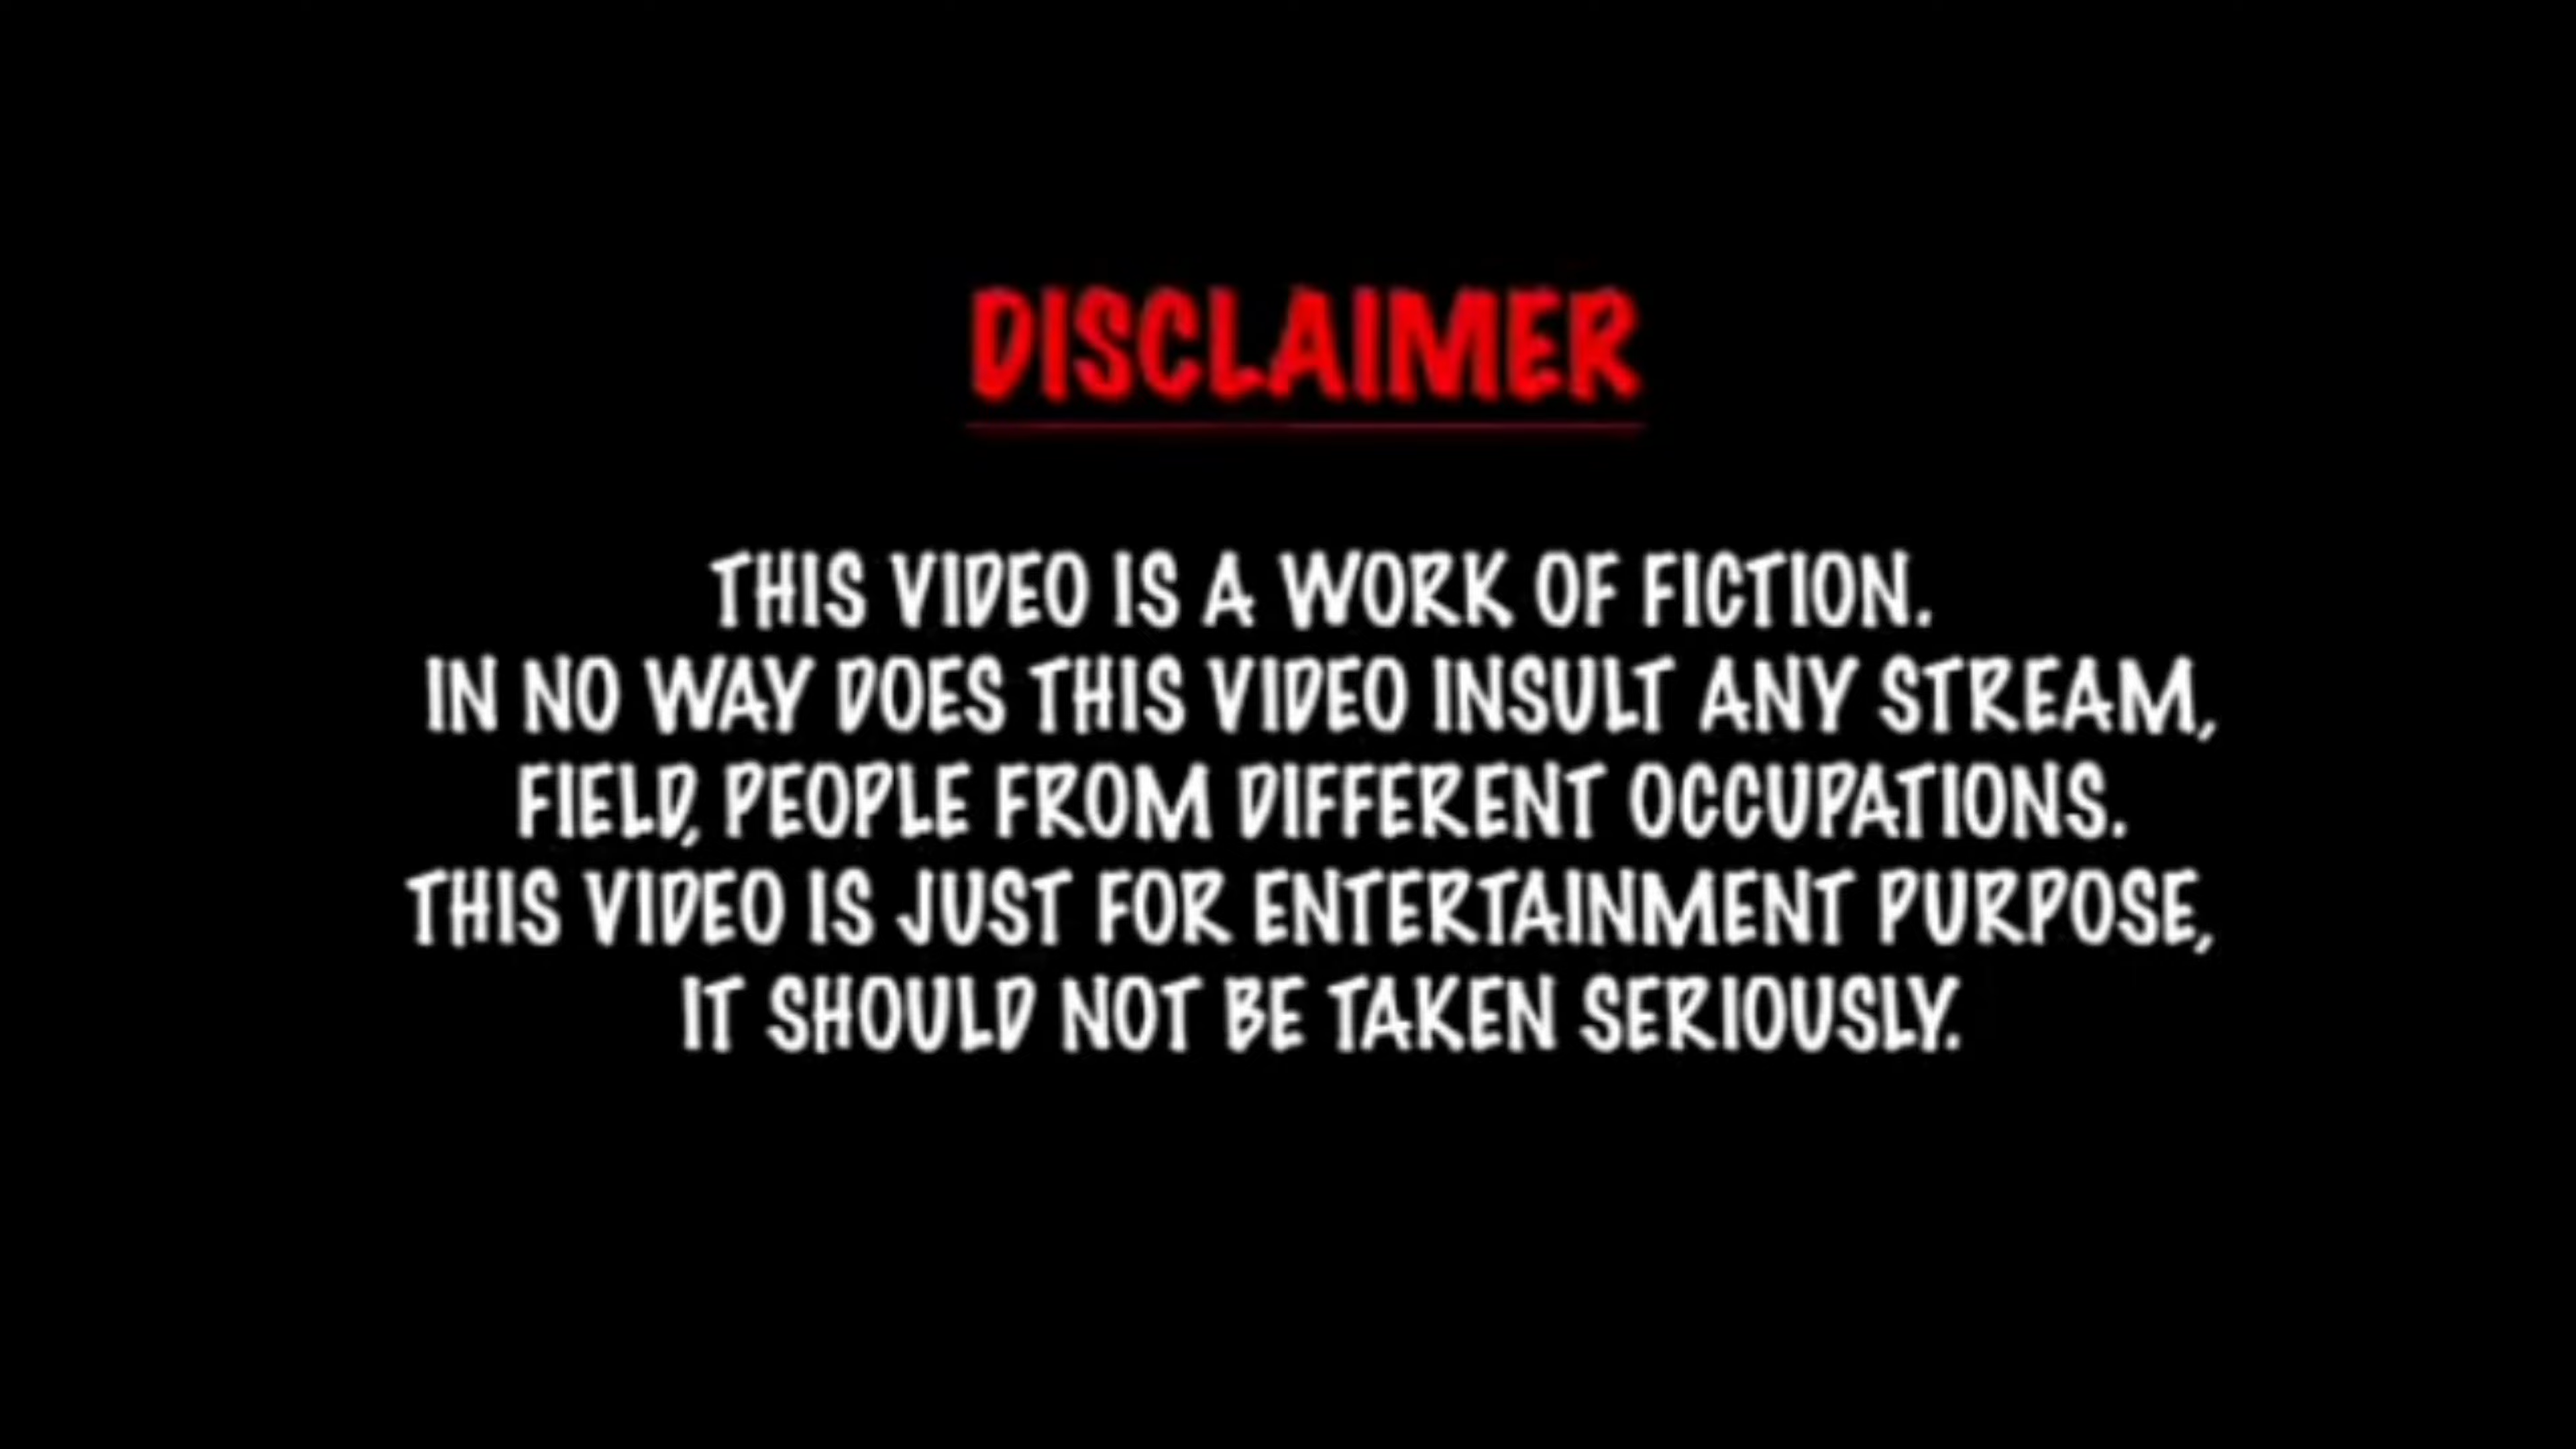 DISCLAIMER
THIS VIDEO IS A WORK OF FICTION.
IN NO WAY DOES THIS VIDEO INSULT ANY STREAM,
FIELD, PEOPLE FROM DIFFERENT OCCUPATIONS.
THIS VIDEO IS JUST FOR ENTERTAINMENT PURPOSE,
IT SHOULD NOT BE TAKEN SERIOUSLY.